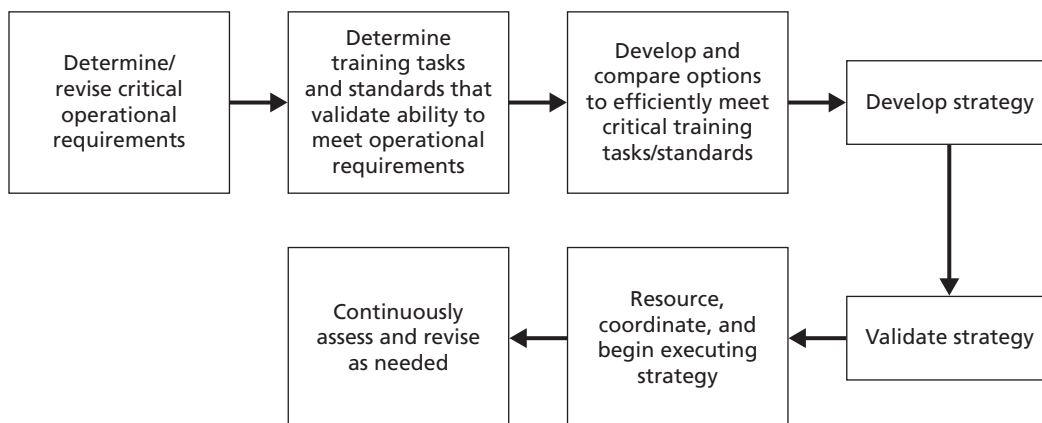 Determine/
revise critical
operational
requirements
Determine
training tasks
and standards that
validate ability to
meet operational
requirements
Develop and
compare options
to efficiently meet
critical training
tasks/standards
Develop strategy
Validate strategy
Resource,
coordinate, and
begin executing
strategy
Continuously
assess and revise
as needed